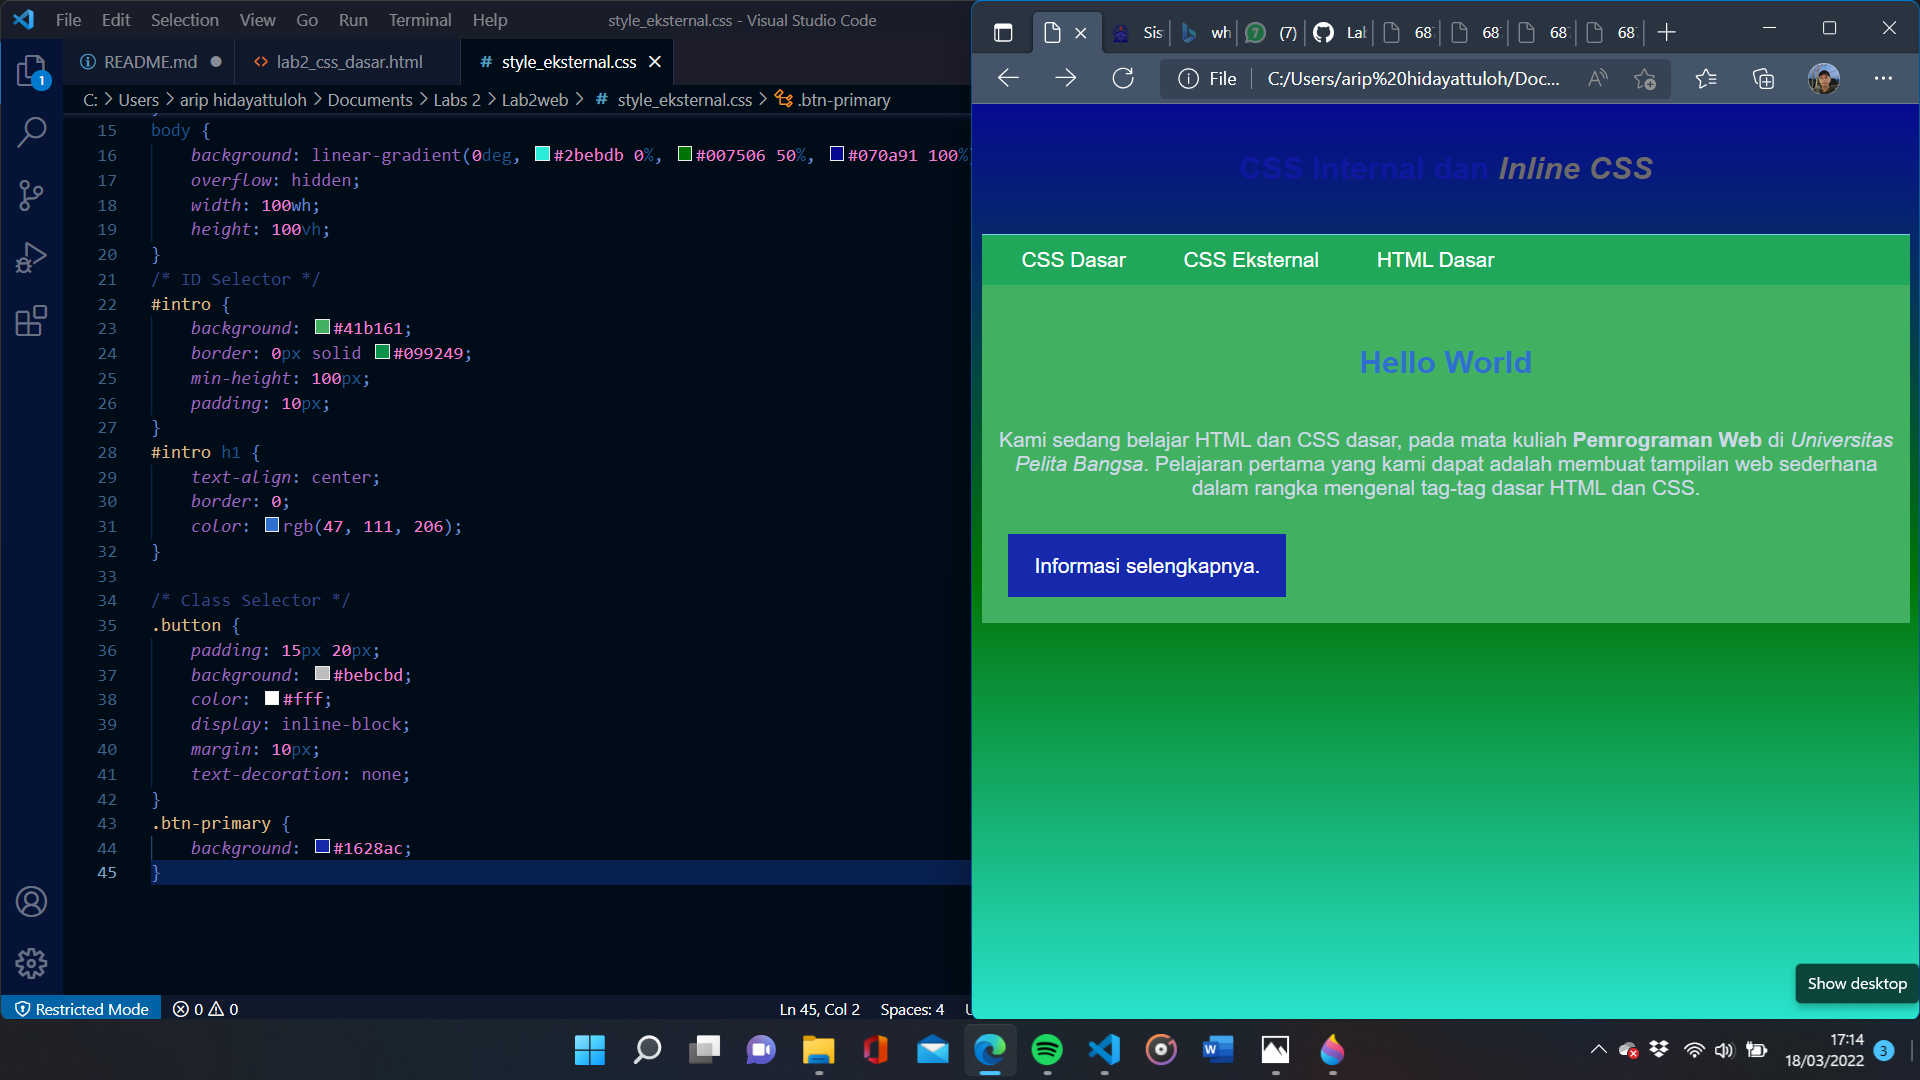 File Edit Selection View Go Run Terminal Help
style_eksternal.css - Visual Studio Code
README.md
lab2_css_dasar.html
style_eksternal.css
C: > Users > arip hidayattuloh > Documents > Labs 2 > Lab2web > # style_eksternal.css > .btn-primary
15 body {
16 background: linear-gradient(0deg, #2bebdb 0%, #007506 50%, #070a91 100%
17 overflow: hidden;
18 width: 100wh;
19 height: 100vh;
20 }
21 /* ID Selector */
22 #intro {
23 background: #41b161;
24 border: 0px solid #099249;
25 min-height: 100px;
26 padding: 10px;
27 }
28 #intro h1 {
29 text-align: center;
30 border: 0;
31 color: rgb(47, 111, 206);
32 }
33
34 /* Class Selector */
35 .button {
36 padding: 15px 20px;
37 background: #bebcbd;
38 color: #fff;
39 display: inline-block;
40 margin: 10px;
41 text-decoration: none;
42 }
43 .btn-primary {
44 background: #1628ac;
45 }
1
Restricted Mode
0 0
Ln 45, Col 2
Spaces: 4
Sis
wh
(7)
Lab
68
68
68
68
File
C:/Users/arip%20hidayattuloh/Doc...
CSS Internal dan Inline CSS
CSS Dasar
CSS Eksternal
HTML Dasar
Hello World
Kami sedang belajar HTML dan CSS dasar, pada mata kuliah Pemrograman Web di Universitas
Pelita Bangsa. Pelajaran pertama yang kami dapat adalah membuat tampilan web sederhana
dalam rangka mengenal tag-tag dasar HTML dan CSS.
Informasi selengkapnya.
Show desktop
17:14
18/03/2022
3